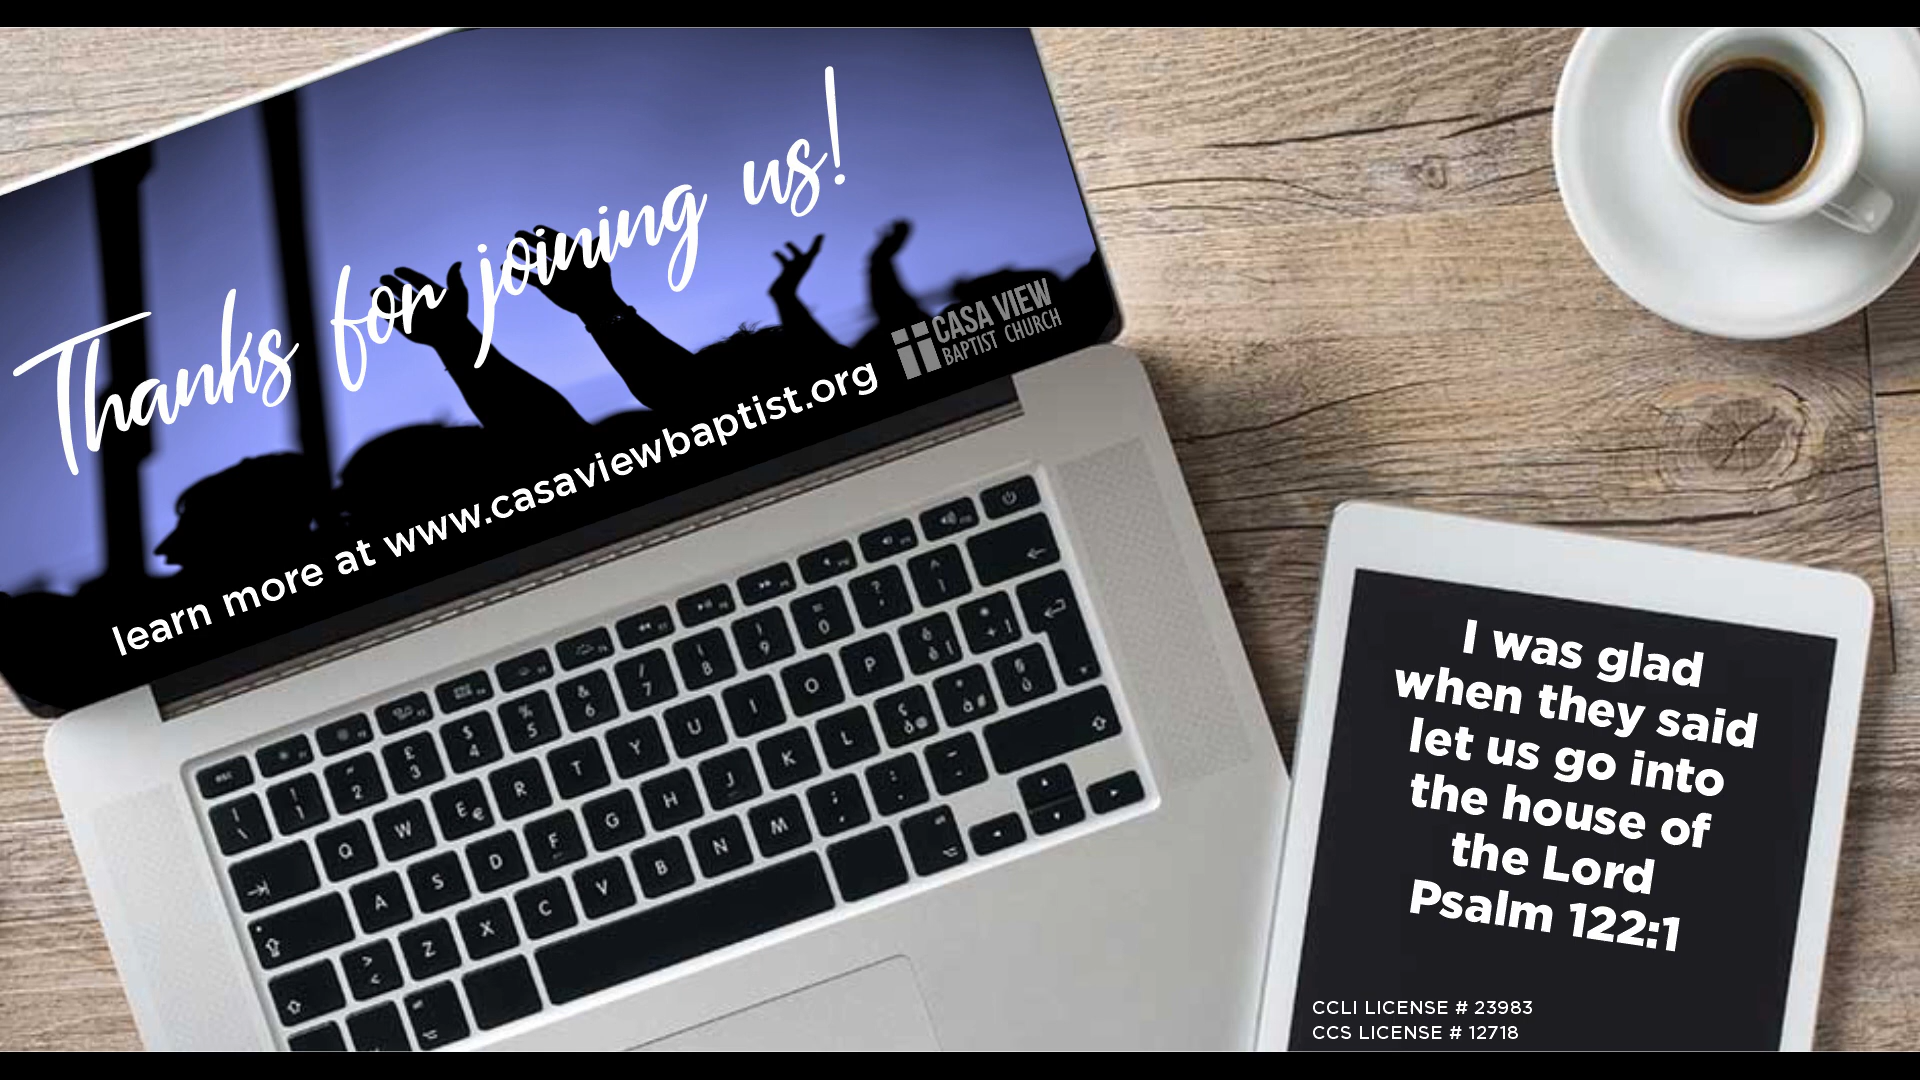 Thanks for joining us!
learn more at www.casaviewbaptist.org
CASA VIEW
BAPTIST CHURCH
I was glad
when they said
let us go into
the house of
the Lord
Psalm 122:1
CCLI LICENSE # 23983
CCS LICENSE # 12718
esc
Q W E € R T Y U I O P
A S D F G H J K L
Z X C V B N M